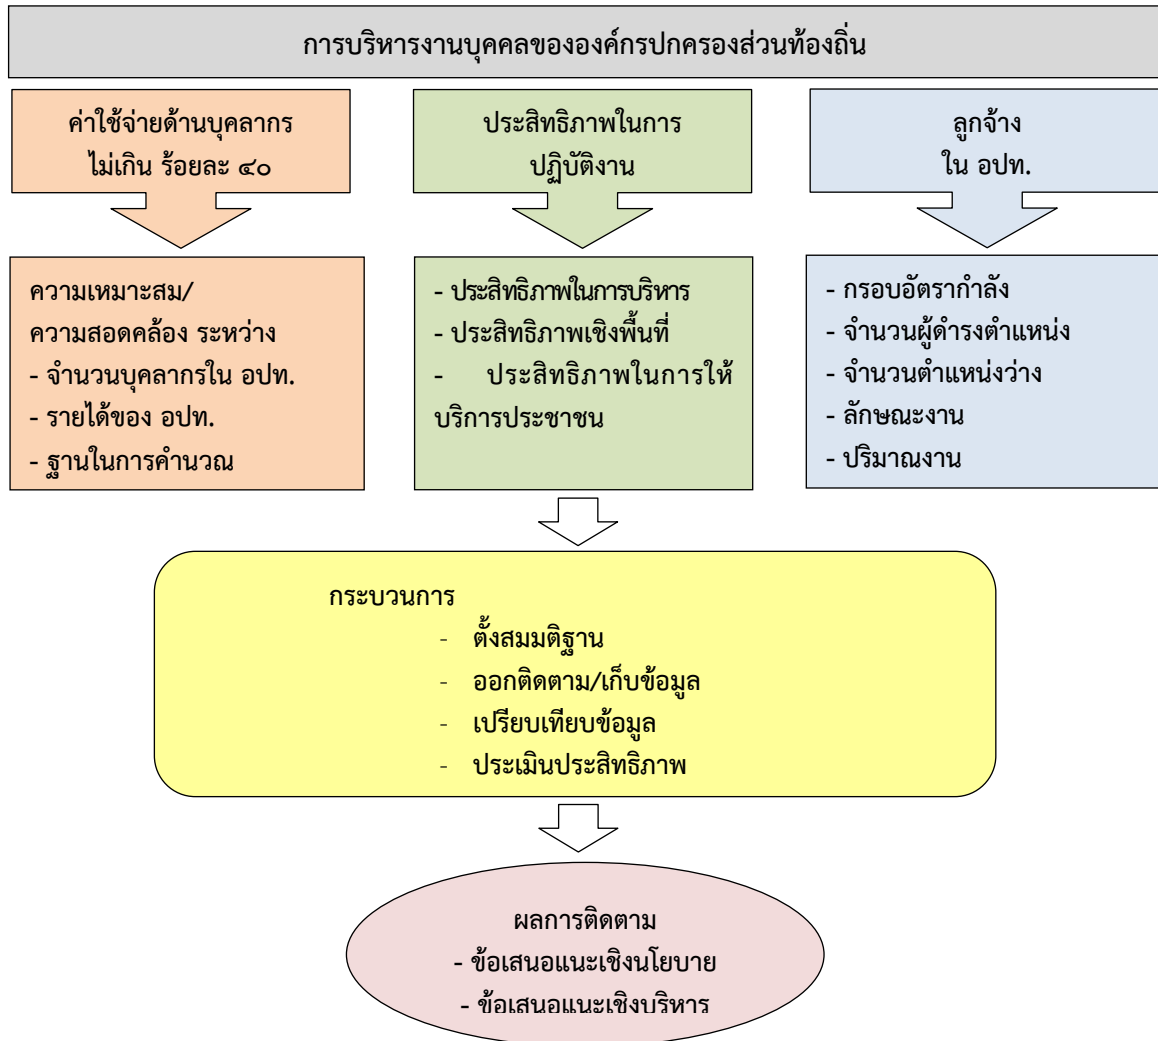 การบริหารงานบุคคลขององค์กรปกครองส่วนท้องถิ่น
ค่าใช้จ่ายด้านบุคลากร
ไม่เกิน ร้อยละ ๔๐
ประสิทธิภาพในการ
ปฏิบัติงาน
ลูกจ้าง
ใน อปท.
ความเหมาะสม/
ความสอดคล้อง ระหว่าง
- จำนวนบุคลากรใน อปท.
- รายได้ของ อปท.
- ฐานในการคำนวณ
- ประสิทธิภาพในการบริหาร
- ประสิทธิภาพเชิงพื้นที่
- ประสิทธิภาพในการให้
บริการประชาชน
- กรอบอัตรากำลัง
- จำนวนผู้ดำรงตำแหน่ง
- จำนวนตำแหน่งว่าง
- ลักษณะงาน
- ปริมาณงาน
กระบวนการ
- ตั้งสมมติฐาน
- ออกติดตาม/เก็บข้อมูล
- เปรียบเทียบข้อมูล
- ประเมินประสิทธิภาพ
ผลการติดตาม
- ข้อเสนอแนะเชิงนโยบาย
- ข้อเสนอแนะเชิงบริหาร